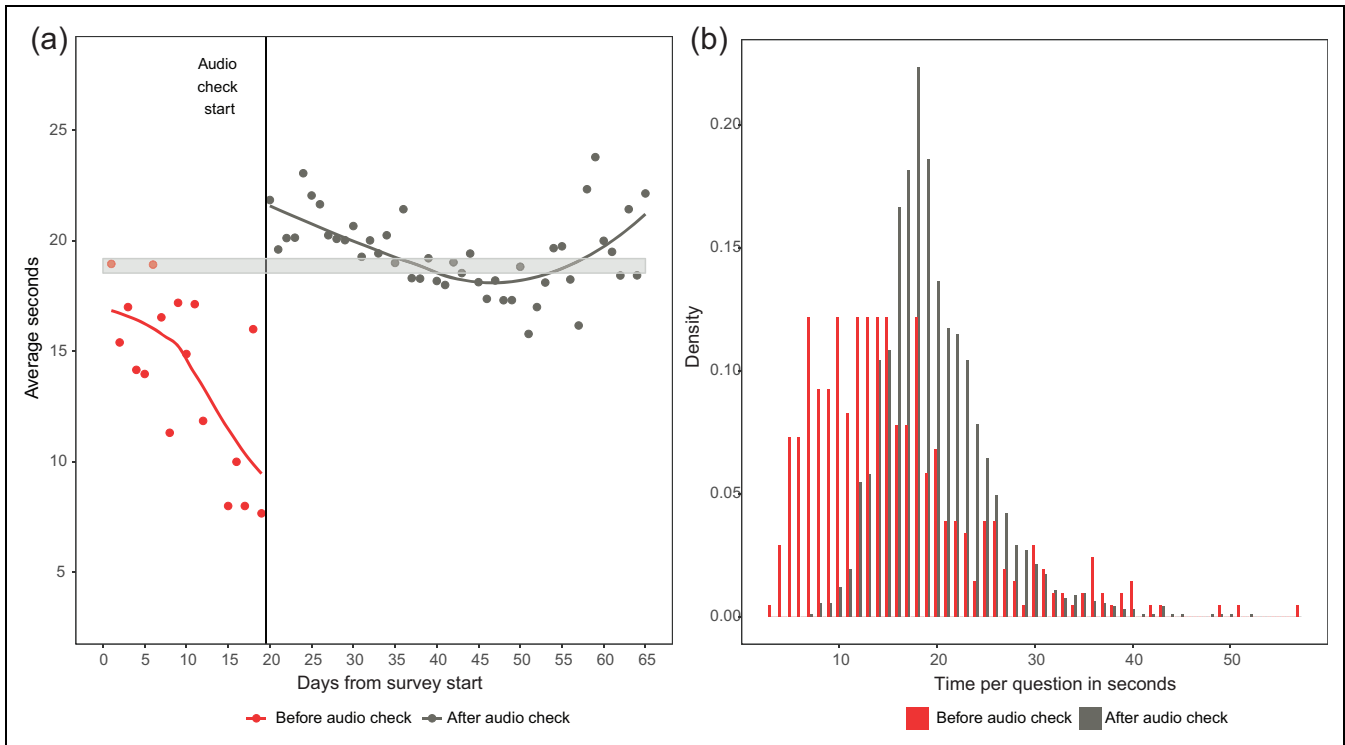 (a)
Audio
check
start
25
20
15
10
5
Average seconds
0 5 10 15 20 25 30 35 40 45 50 55 60 65
Days from survey start
Before audio check After audio check
(b)
0.20
0.15
0.10
0.05
0.00
Density
10 20 30 40 50
Time per question in seconds
Before audio check After audio check